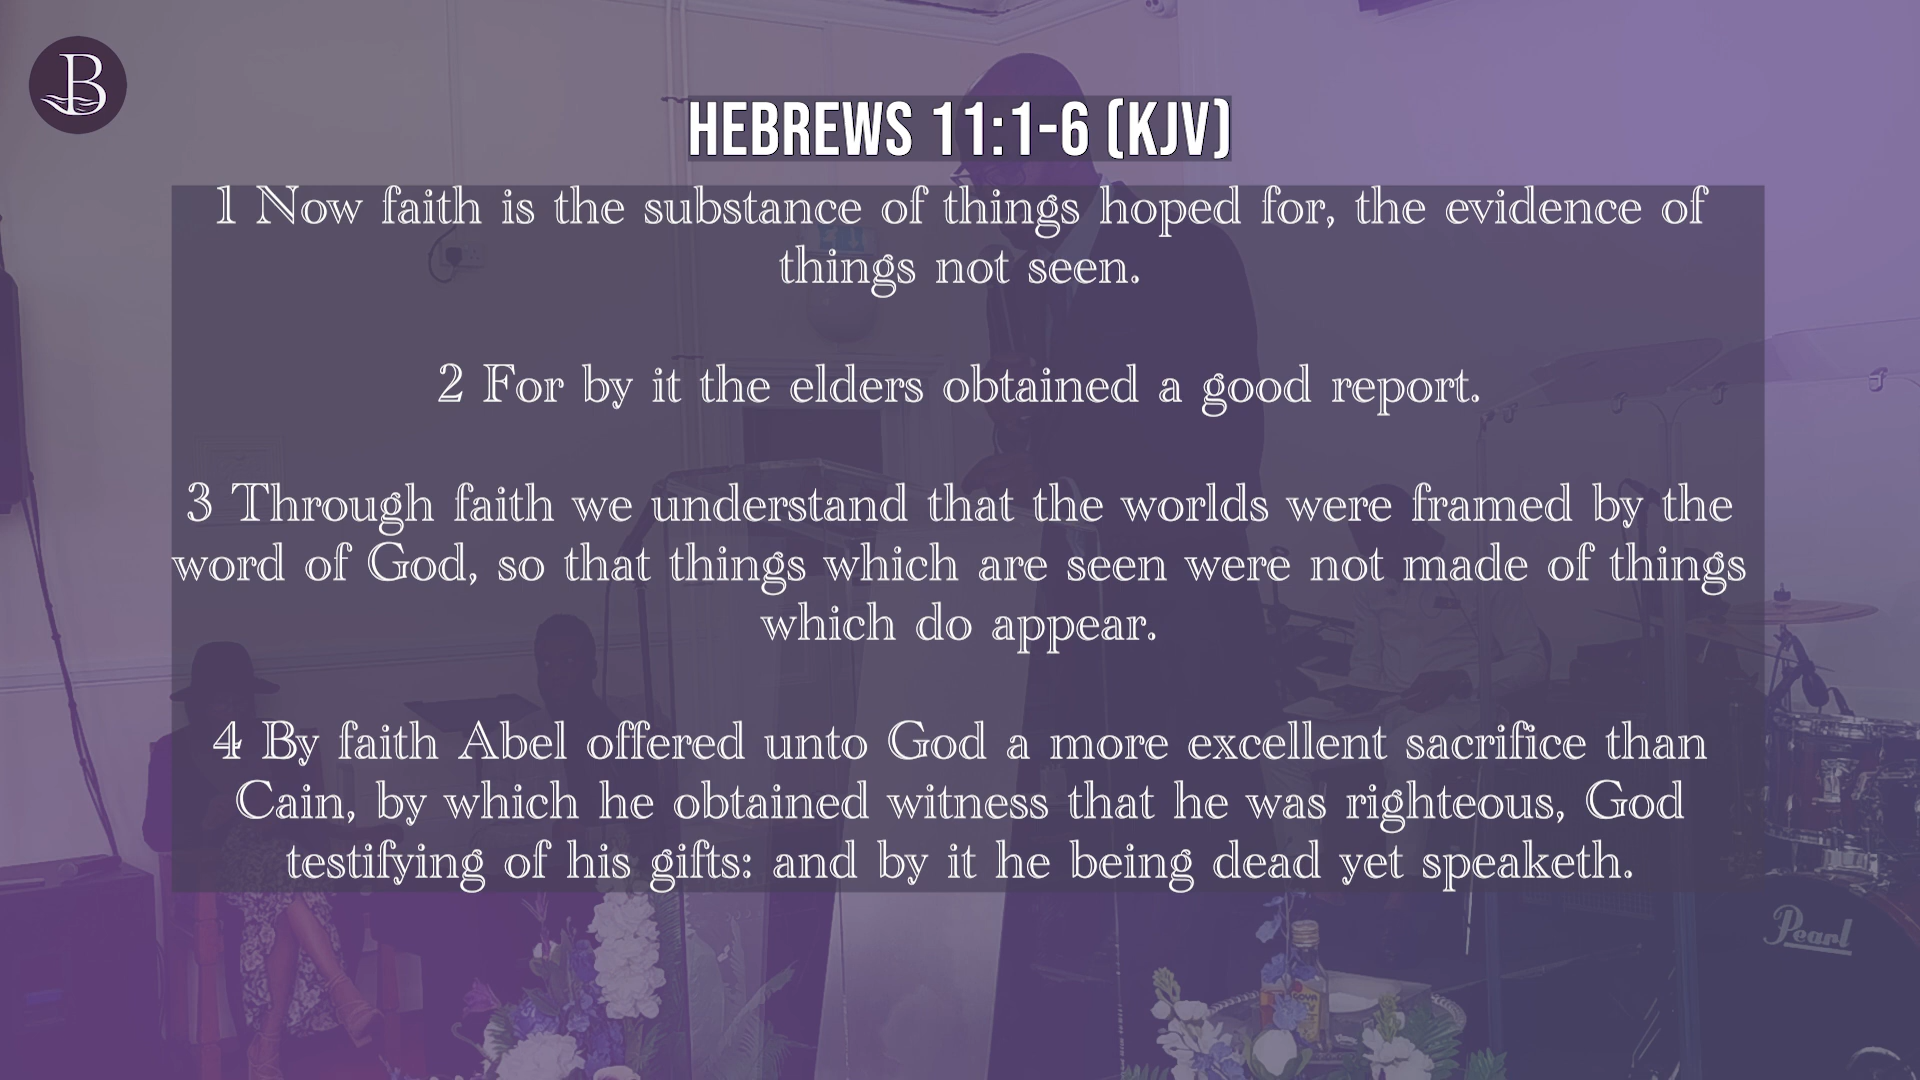 B
HEBREWS 11:1-6 (KJV)
1 Now faith is the substance of things hoped for, the evidence of
things not seen.
2 For by it the elders obtained a good report.
3 Through faith we understand that the worlds were framed by the
word of God, so that things which are seen were not made of things
which do appear.
4 By faith Abel offered unto God a more excellent sacrifice than
Cain, by which he obtained witness that he was righteous, God
testifying of his gifts: and by it he being dead yet speaketh.
Pearl
GOYA